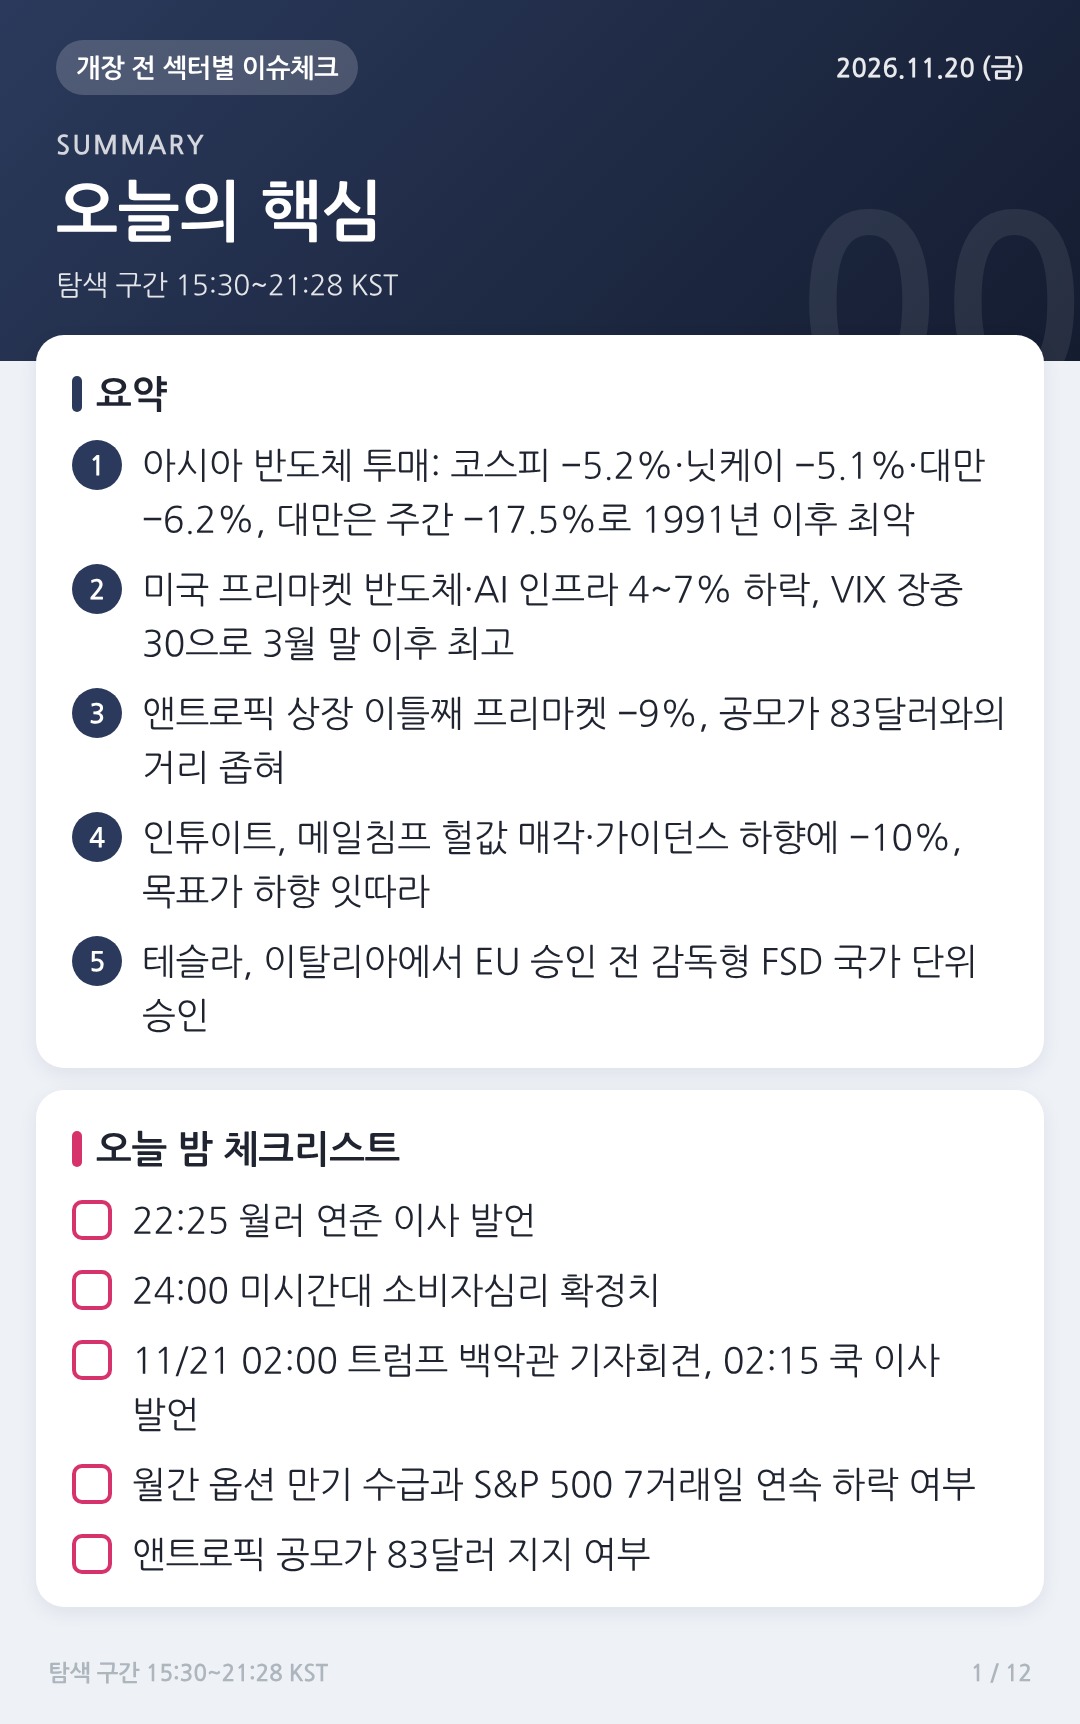 개장 전 섹터별 이슈체크
2026.11.20 (금)
SUMMARY
오늘의 핵심
탐색 구간 15:30~21:28 KST
00
요약
1 아시아 반도체 투매: 코스피 −5.2%·닛케이 −5.1%·대만
−6.2%, 대만은 주간 −17.5%로 1991년 이후 최악
2 미국 프리마켓 반도체·AI 인프라 4~7% 하락, VIX 장중
30으로 3월 말 이후 최고
3 앤트로픽 상장 이틀째 프리마켓 −9%, 공모가 83달러와의
거리 좁혀
4 인튜이트, 메일침프 헐값 매각·가이던스 하향에 −10%,
목표가 하향 잇따라
5 테슬라, 이탈리아에서 EU 승인 전 감독형 FSD 국가 단위
승인
오늘 밤 체크리스트
22:25 월러 연준 이사 발언
24:00 미시간대 소비자심리 확정치
11/21 02:00 트럼프 백악관 기자회견, 02:15 쿡 이사
발언
월간 옵션 만기 수급과 S&P 500 7거래일 연속 하락 여부
앤트로픽 공모가 83달러 지지 여부
탐색 구간 15:30~21:28 KST
1 / 12